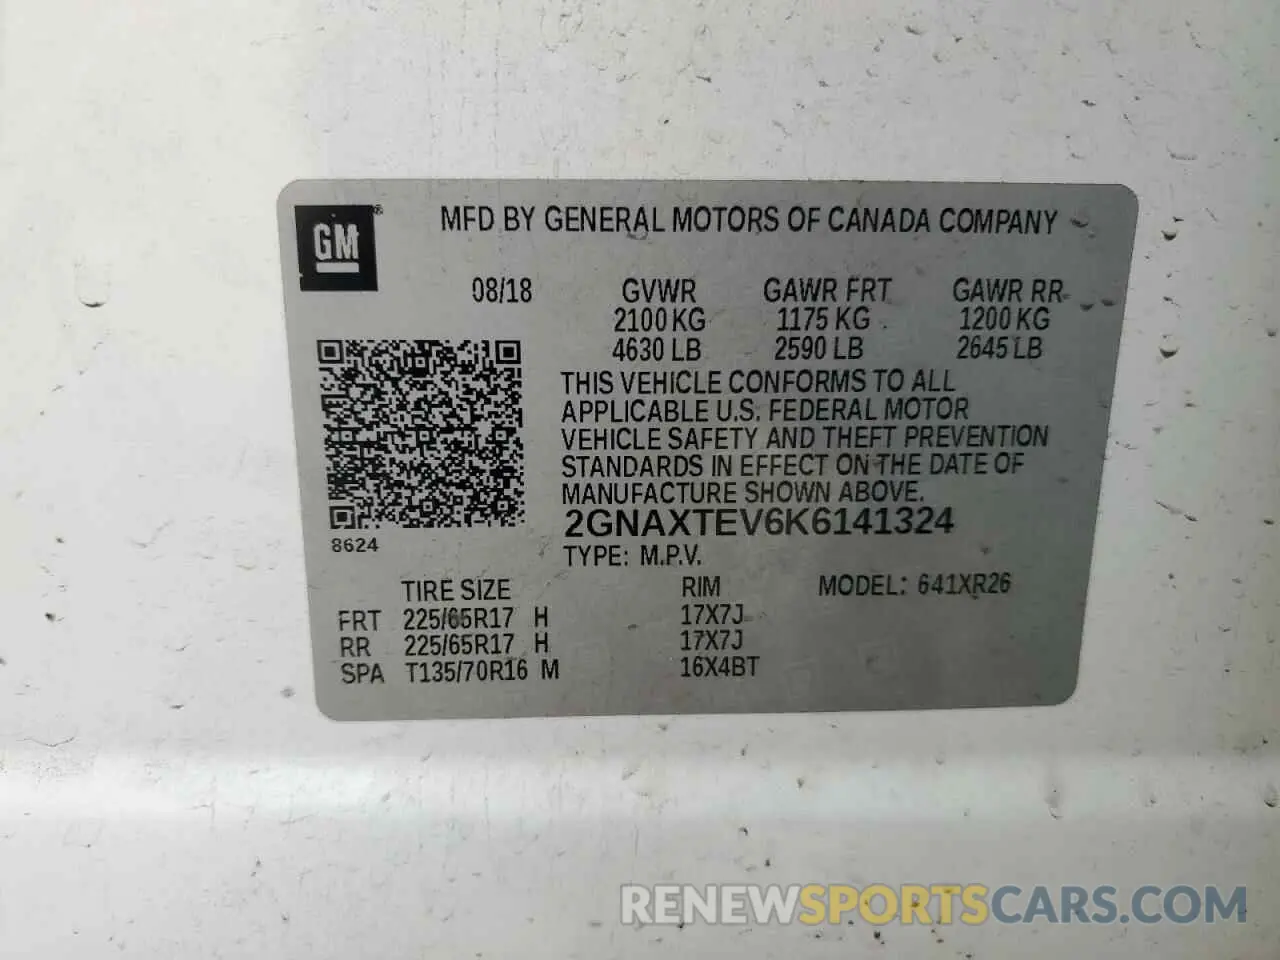 GM®
MFD BY GENERAL MOTORS OF CANADA COMPANY
08/18 GVWR GAWR FRT GAWR RR
2100 KG 1175 KG 1200 KG
4630 LB 2590 LB 2645 LB
THIS VEHICLE CONFORMS TO ALL
APPLICABLE U.S. FEDERAL MOTOR
VEHICLE SAFETY AND THEFT PREVENTION
STANDARDS IN EFFECT ON THE DATE OF
MANUFACTURE SHOWN ABOVE.
2GNAXTEV6K6141324
8624
TYPE: M.P.V.
TIRE SIZE RIM MODEL: 641XR26
FRT 225/65R17 H 17X7J
RR 225/65R17 H 17X7J
SPA T135/70R16 M 16X4BT
RENEWSPORTSCARS.COM